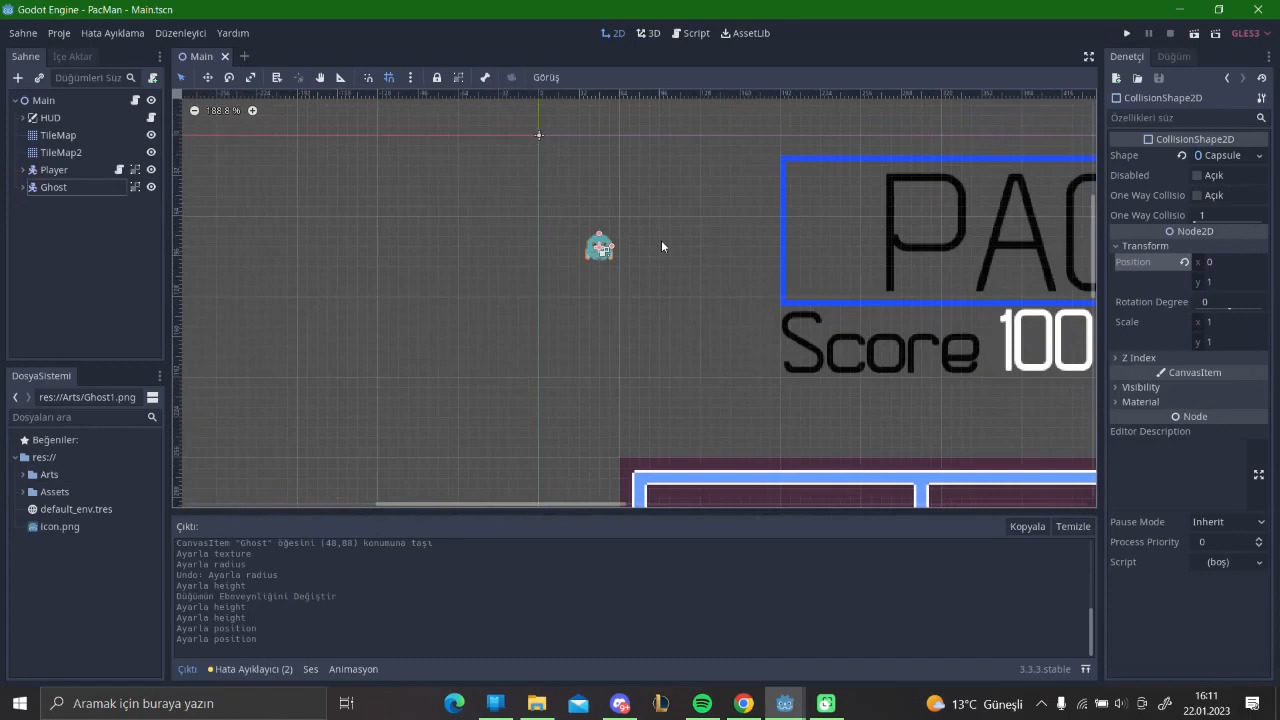 Godot Engine - PacMan - Main.tscn
Sahne Proje Hata Ayıklama Düzenleyici Yardım
2D 3D Script AssetLib
GLES3
Sahne İçe Aktar
Düğümleri Süz
Main
HUD
TileMap
TileMap2
Player
Ghost
DosyaSistemi
res://Arts/Ghost1.png
Dosyaları ara
Beğeniler:
res://
Arts
Assets
default_env.tres
Icon.png
Main
Görüş
188.8 %
PAC
Score 100
Çıktı:
Kopyala Temizle
CanvasItem "Ghost" öğesini (48,88) konumuna taşı
Ayarla texture
Ayarla radius
Undo: Ayarla radius
Ayarla height
Düğümün Ebeveynliğini Değiştir
Ayarla height
Ayarla height
Ayarla position
Ayarla position
Çıktı Hata Ayıklayıcı (2) Ses Animasyon
3.3.3.stable
Denetçi Düğüm
CollisionShape2D
Özellikleri süz
CollisionShape2D
Shape Capsule
Disabled Açık
One Way Collisio Açık
One Way Collisio 1
Node2D
Transform
Position x 0
y 1
Rotation Degree 0
Scale x 1
y 1
Z Index
CanvasItem
Visibility
Material
Node
Editor Description
Pause Mode Inherit
Process Priority 0
Script (boş)
Aramak için buraya yazın
13°C Güneşli
16:11
22.01.2023